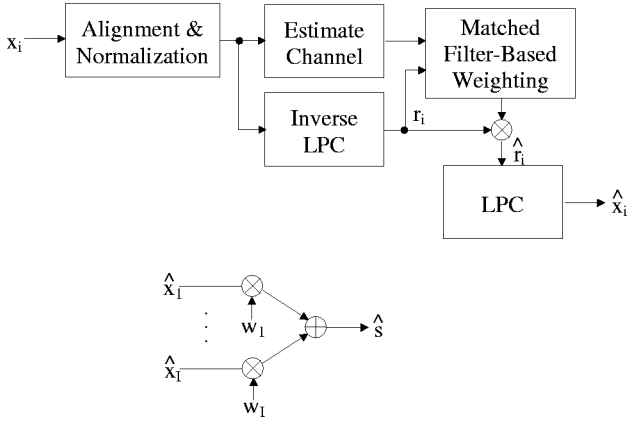 x_i
Alignment &
Normalization
Estimate
Channel
Matched
Filter-Based
Weighting
Inverse
LPC
r_i
r̂_i
LPC
x̂_i
x̂_1
w_1
ŝ
x̂_I
w_I